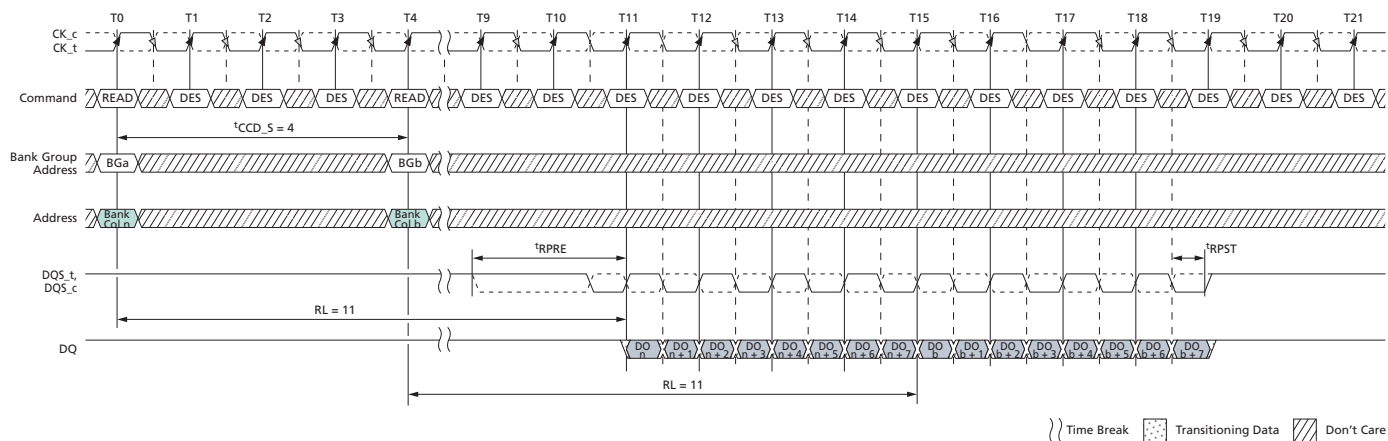 T0 T1 T2 T3 T4 T9 T10 T11 T12 T13 T14 T15 T16 T17 T18 T19 T20 T21
CK_c
CK_t
Command READ DES DES DES READ DES DES DES DES DES DES DES DES DES DES DES DES DES
tCCD_S = 4
Bank Group
Address
BGa BGb
Address
Bank
Col n
Bank
Col b
tRPRE tRPST
DQS_t,
DQS_c
RL = 11
DQ
DO
n
DO
n + 1
DO
n + 2
DO
n + 3
DO
n + 4
DO
n + 5
DO
n + 6
DO
n + 7
DO
b
DO
b + 1
DO
b + 2
DO
b + 3
DO
b + 4
DO
b + 5
DO
b + 6
DO
b + 7
RL = 11
Time Break Transitioning Data Don't Care